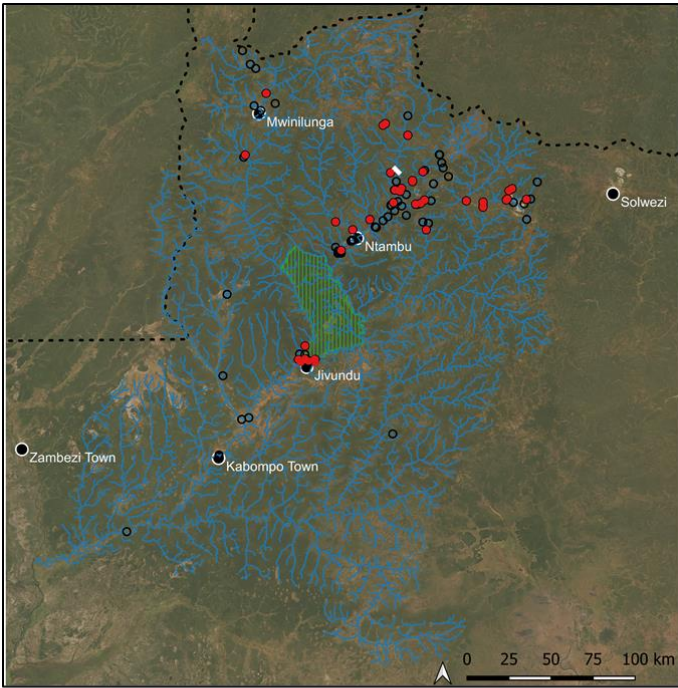 Mwinilunga
Solwezi
Ntambu
Jivundu
Zambezi Town
Kabompo Town
0 25 50 75 100 km